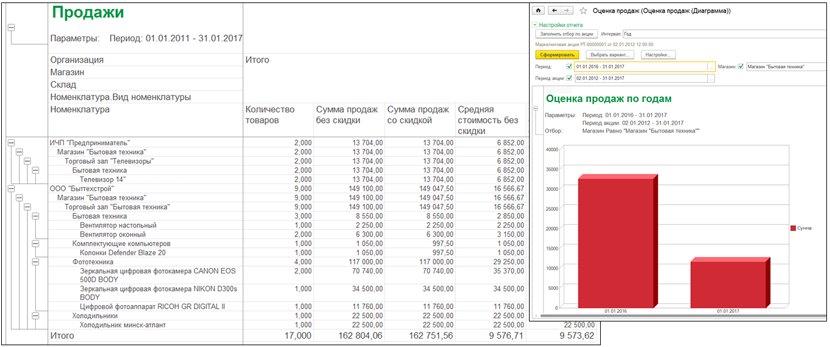 Продажи
Параметры: Период: 01.01.2011 - 31.01.2017
Организация Итого
Магазин
Склад
Номенклатура.Вид номенклатуры
Номенклатура Количество товаров Сумма продаж без скидки Сумма продаж со скидкой Средняя стоимость без скидки
ИЧП "Предприниматель" 2,000 13 704,00 13 704,00 6 852,00
Магазин "Бытовая техника" 2,000 13 704,00 13 704,00 6 852,00
Торговый зал "Телевизоры" 2,000 13 704,00 13 704,00 6 852,00
Бытовая техника 2,000 13 704,00 13 704,00 6 852,00
Телевизор 14" 2,000 13 704,00 13 704,00 6 852,00
ООО "Быттехстрой" 9,000 149 100,00 149 047,50 16 566,67
Магазин "Бытовая техника" 9,000 149 100,00 149 047,50 16 566,67
Торговый зал "Бытовая техника" 9,000 149 100,00 149 047,50 16 566,67
Бытовая техника 3,000 8 550,00 8 550,00 2 850,00
Вентилятор настольный 1,000 2 250,00 2 250,00 2 250,00
Вентилятор оконный 2,000 6 300,00 6 300,00 3 150,00
Комплектующие компьютеров 1,000 1 050,00 997,50 1 050,00
Колонки Defender Blaze 20 1,000 1 050,00 997,50 1 050,00
Фототехника 4,000 117 000,00 117 000,00 29 250,00
Зеркальная цифровая фотокамера CANON EOS 500D BODY 2,000 70 740,00 70 740,00 35 370,00
Зеркальная цифровая фотокамера NIKON D300s BODY 1,000 34 500,00 34 500,00 34 500,00
Цифровой фотоаппарат RICOH GR DIGITAL II 1,000 11 760,00 11 760,00 11 760,00
Холодильники 1,000 22 500,00 22 500,00 22 500,00
Холодильник минск-атлант 1,000 22 500,00 22 500,00 22 500,00 22 500,00
Итого 17,000 162 804,06 162 751,56 9 576,71 9 573,62
Оценка продаж (Оценка продаж (Диаграмма))
Настройки отчета
Заполнить отбор по акции Интервал: Год
Маркетинговая акция РТ-00000001 от 02.01.2012 12:00:00
Сформировать Выбрать вариант... Настройки...
Период: 01.01.2016 - 31.01.2017 ... Магазин: Магазин "Бытовая техника"
Период акции: 02.01.2012 - 31.01.2017 ...
Оценка продаж по годам
Параметры: Период: 01.01.2016 - 31.01.2017
Период акции: 02.01.2012 - 31.01.2017
Отбор: Магазин Равно "Магазин "Бытовая техника""
40000
35000
30000
25000
20000
15000
10000
5000
0
01.01.2016 01.01.2017
Сумма